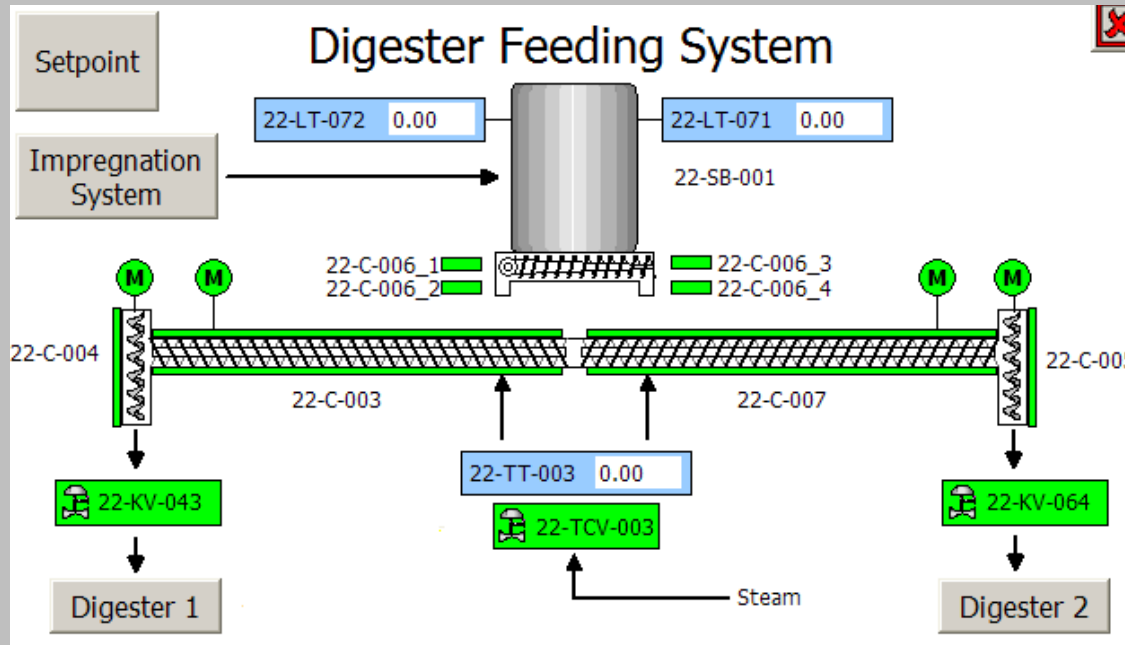 Digester Feeding System
Setpoint
22-LT-072 0.00
22-LT-071 0.00
Impregnation
System
22-SB-001
22-C-006_1
22-C-006_3
22-C-006_2
22-C-006_4
M
M
M
M
22-C-004
22-C-005
22-C-003
22-C-007
22-TT-003 0.00
22-KV-043
22-KV-064
22-TCV-003
Steam
Digester 1
Digester 2